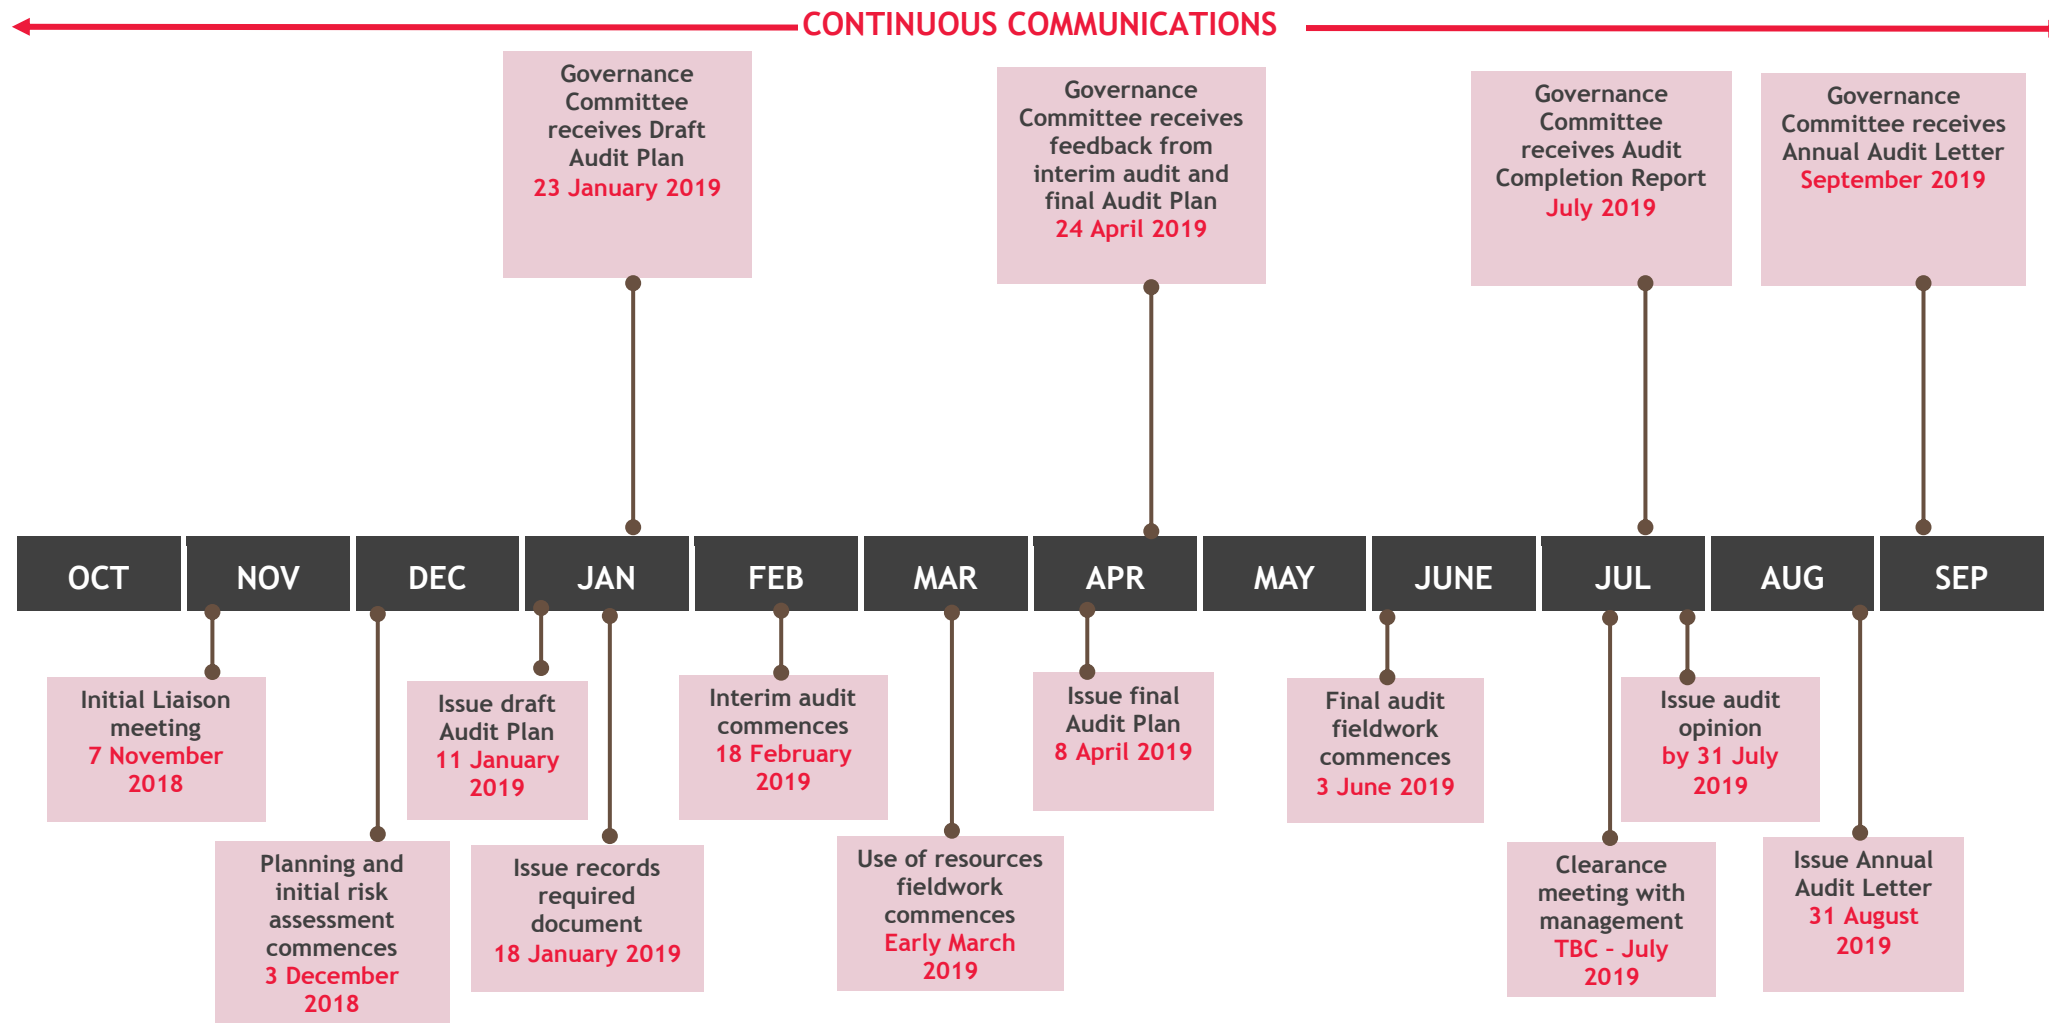 CONTINUOUS COMMUNICATIONS
Governance
Committee
receives Draft
Audit Plan
23 January 2019
Governance
Committee receives
feedback from
interim audit and
final Audit Plan
24 April 2019
Governance
Committee
receives Audit
Completion Report
July 2019
Governance
Committee receives
Annual Audit Letter
September 2019
OCT
NOV
DEC
JAN
FEB
MAR
APR
MAY
JUNE
JUL
AUG
SEP
Initial Liaison
meeting
7 November
2018
Planning and
initial risk
assessment
commences
3 December
2018
Issue draft
Audit Plan
11 January
2019
Issue records
required
document
18 January 2019
Interim audit
commences
18 February
2019
Use of resources
fieldwork
commences
Early March
2019
Issue final
Audit Plan
8 April 2019
Final audit
fieldwork
commences
3 June 2019
Clearance
meeting with
management
TBC – July
2019
Issue audit
opinion
by 31 July
2019
Issue Annual
Audit Letter
31 August
2019